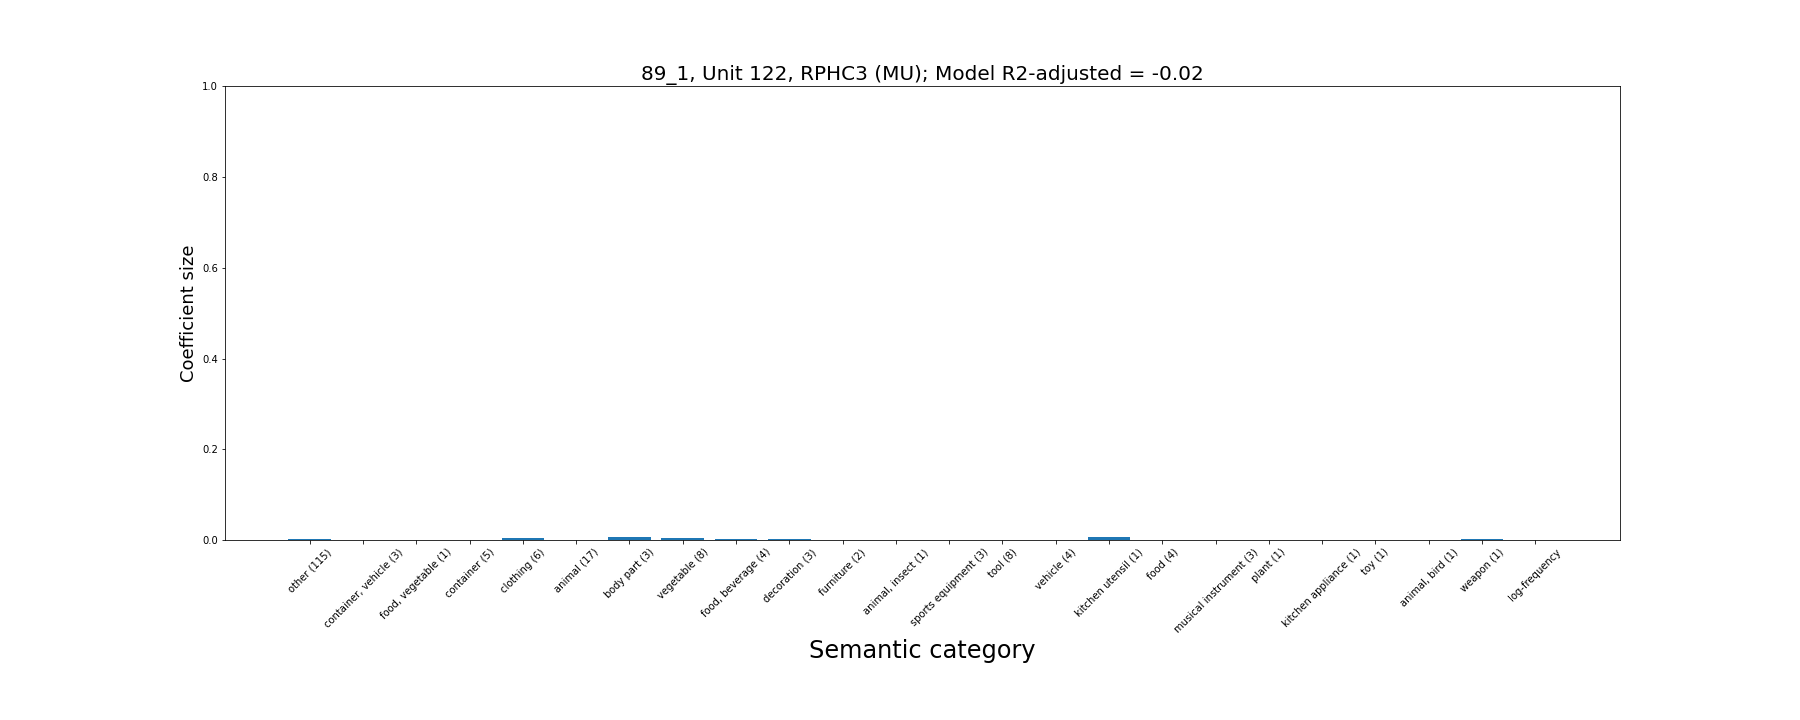 89_1, Unit 122, RPHC3 (MU); Model R2-adjusted = -0.02
Coefficient size
1.0
0.8
0.6
0.4
0.2
0.0
other (115)
container, vehicle (3)
food, vegetable (1)
container (5)
clothing (6)
animal (17)
body part (3)
vegetable (8)
food, beverage (4)
decoration (3)
furniture (2)
animal, insect (1)
sports equipment (3)
tool (8)
vehicle (4)
kitchen utensil (1)
food (4)
musical instrument (3)
plant (1)
kitchen appliance (1)
toy (1)
animal, bird (1)
weapon (1)
log-frequency
Semantic category